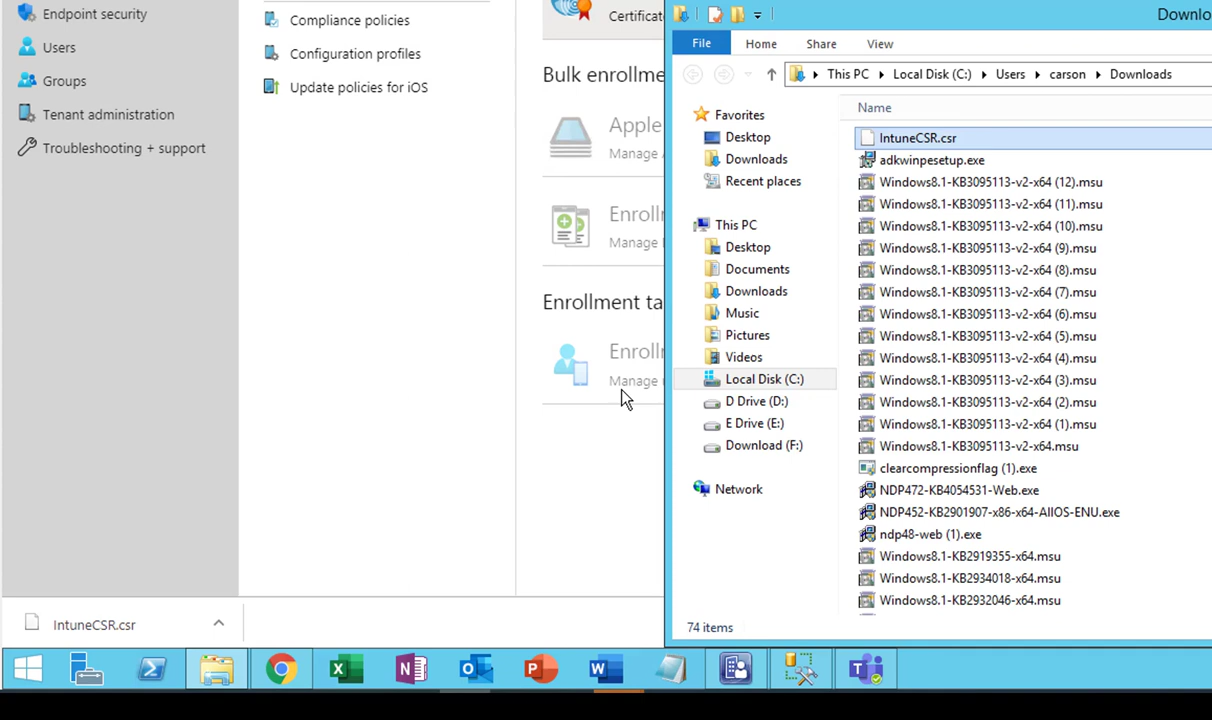 Endpoint security
Users
Groups
Tenant administration
Troubleshooting + support
Compliance policies
Configuration profiles
Update policies for iOS
Certificate
Bulk enrollme
Apple
Manage
Enroll
Manage
Enrollment ta
Enroll
Manage
IntuneCSR.csr
Downlo
File
Home
Share
View
This PC
Local Disk (C:)
Users
carson
Downloads
Favorites
Desktop
Downloads
Recent places
This PC
Desktop
Documents
Downloads
Music
Pictures
Videos
Local Disk (C:)
D Drive (D:)
E Drive (E:)
Download (F:)
Network
Name
IntuneCSR.csr
adkwinpesetup.exe
Windows8.1-KB3095113-v2-x64 (12).msu
Windows8.1-KB3095113-v2-x64 (11).msu
Windows8.1-KB3095113-v2-x64 (10).msu
Windows8.1-KB3095113-v2-x64 (9).msu
Windows8.1-KB3095113-v2-x64 (8).msu
Windows8.1-KB3095113-v2-x64 (7).msu
Windows8.1-KB3095113-v2-x64 (6).msu
Windows8.1-KB3095113-v2-x64 (5).msu
Windows8.1-KB3095113-v2-x64 (4).msu
Windows8.1-KB3095113-v2-x64 (3).msu
Windows8.1-KB3095113-v2-x64 (2).msu
Windows8.1-KB3095113-v2-x64 (1).msu
Windows8.1-KB3095113-v2-x64.msu
clearcompressionflag (1).exe
NDP472-KB4054531-Web.exe
NDP452-KB2901907-x86-x64-AllOS-ENU.exe
ndp48-web (1).exe
Windows8.1-KB2919355-x64.msu
Windows8.1-KB2934018-x64.msu
Windows8.1-KB2932046-x64.msu
74 items